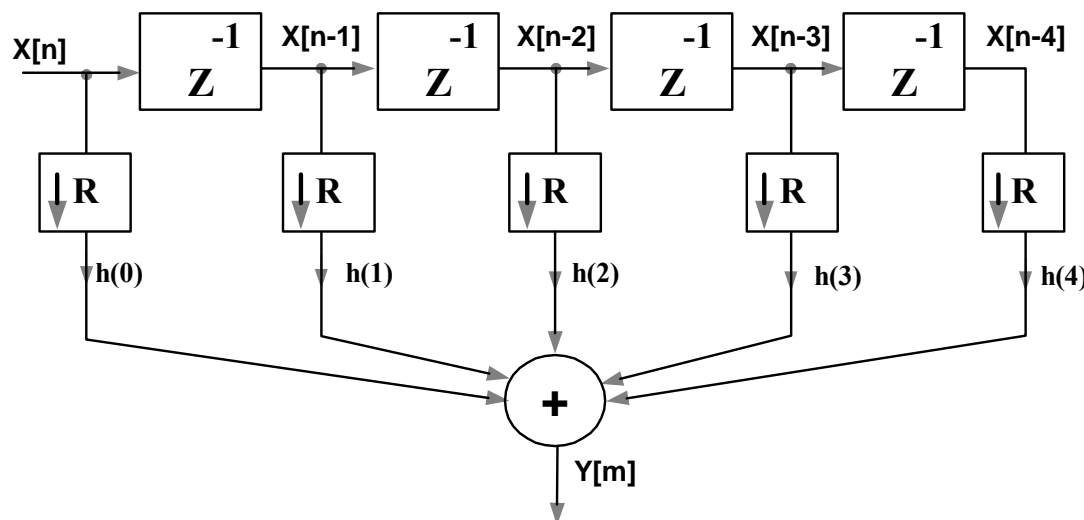 X[n] Z-1 X[n-1] Z-1 X[n-2] Z-1 X[n-3] Z-1 X[n-4]
R R R R R
h(0) h(1) h(2) h(3) h(4)
+
Y[m]